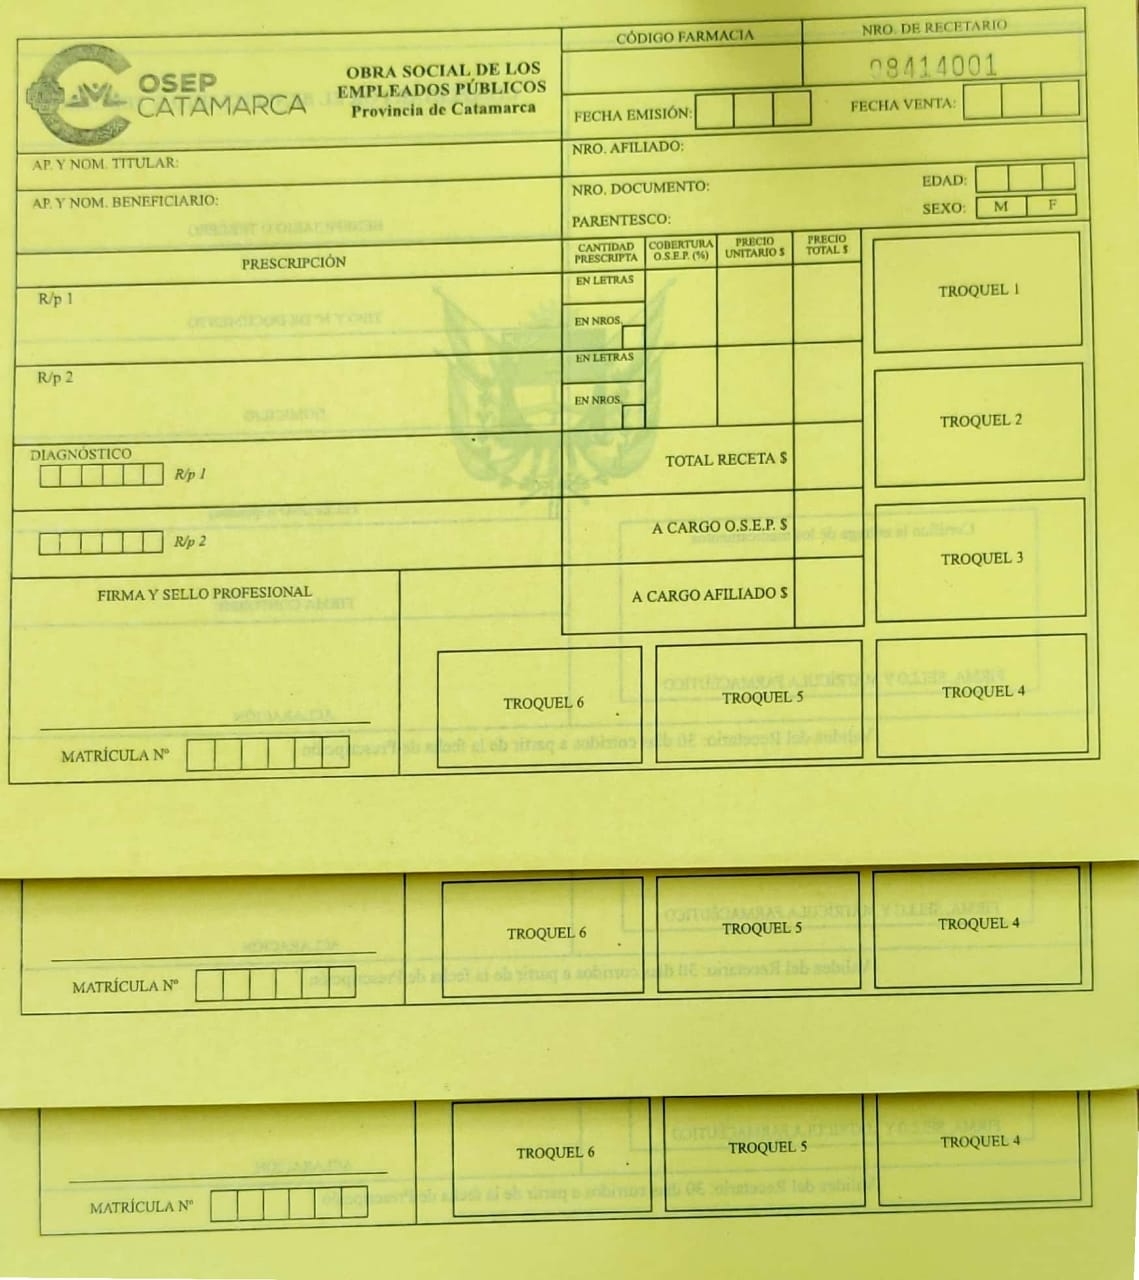 CÓDIGO FARMACIA
NRO. DE RECETARIO
08414001
OSEP
CATAMARCA
OBRA SOCIAL DE LOS
EMPLEADOS PÚBLICOS
Provincia de Catamarca
FECHA EMISIÓN:
FECHA VENTA:
AP. Y NOM. TITULAR:
NRO. AFILIADO:
AP. Y NOM. BENEFICIARIO:
NRO. DOCUMENTO:
EDAD:
PARENTESCO:
SEXO: M F
PRESCRIPCIÓN
CANTIDAD
PRESCRIPTA
COBERTURA
O.S.E.P. (%)
PRECIO
UNITARIO $
PRECIO
TOTAL $
R/p 1
EN LETRAS
EN NROS.
TROQUEL 1
R/p 2
EN LETRAS
EN NROS.
TROQUEL 2
DIAGNÓSTICO
R/p 1
TOTAL RECETA $
R/p 2
A CARGO O.S.E.P. $
TROQUEL 3
FIRMA Y SELLO PROFESIONAL
A CARGO AFILIADO $
TROQUEL 6
TROQUEL 5
TROQUEL 4
MATRÍCULA Nº
TROQUEL 6
TROQUEL 5
TROQUEL 4
MATRÍCULA Nº
TROQUEL 6
TROQUEL 5
TROQUEL 4
MATRÍCULA Nº